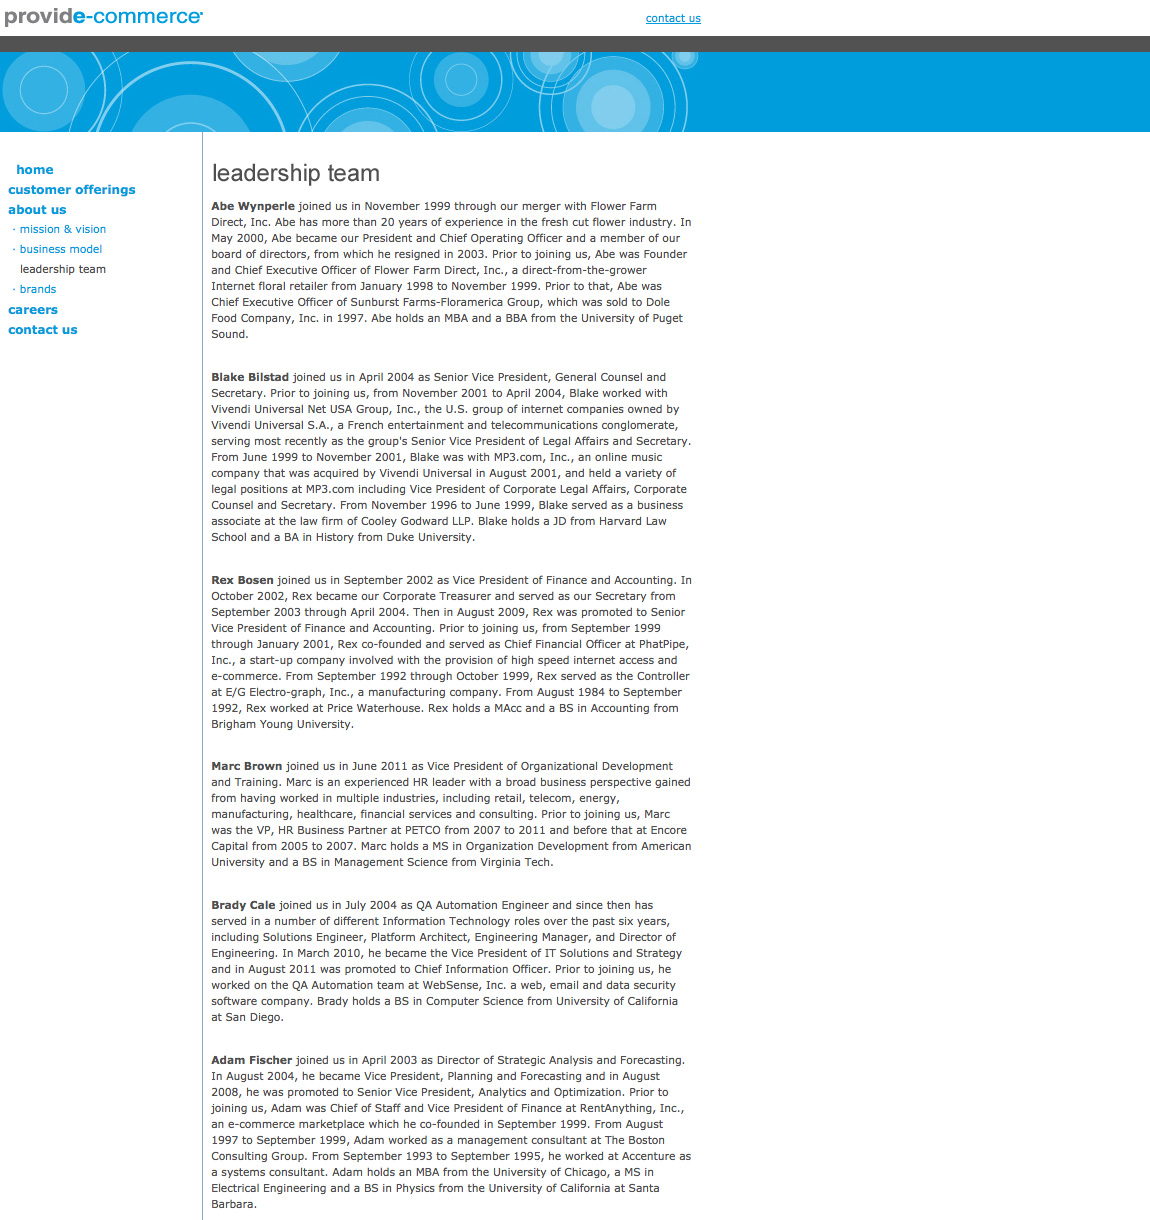 provide-commerce
contact us
home
customer offerings
about us
· mission & vision
· business model
leadership team
· brands
careers
contact us
leadership team
Abe Wynperle joined us in November 1999 through our merger with Flower Farm
Direct, Inc. Abe has more than 20 years of experience in the fresh cut flower industry. In
May 2000, Abe became our President and Chief Operating Officer and a member of our
board of directors, from which he resigned in 2003. Prior to joining us, Abe was Founder
and Chief Executive Officer of Flower Farm Direct, Inc., a direct-from-the-grower
Internet floral retailer from January 1998 to November 1999. Prior to that, Abe was
Chief Executive Officer of Sunburst Farms-Floramerica Group, which was sold to Dole
Food Company, Inc. in 1997. Abe holds an MBA and a BBA from the University of Puget
Sound.
Blake Bilstad joined us in April 2004 as Senior Vice President, General Counsel and
Secretary. Prior to joining us, from November 2001 to April 2004, Blake worked with
Vivendi Universal Net USA Group, Inc., the U.S. group of internet companies owned by
Vivendi Universal S.A., a French entertainment and telecommunications conglomerate,
serving most recently as the group's Senior Vice President of Legal Affairs and Secretary.
From June 1999 to November 2001, Blake was with MP3.com, Inc., an online music
company that was acquired by Vivendi Universal in August 2001, and held a variety of
legal positions at MP3.com including Vice President of Corporate Legal Affairs, Corporate
Counsel and Secretary. From November 1996 to June 1999, Blake served as a business
associate at the law firm of Cooley Godward LLP. Blake holds a JD from Harvard Law
School and a BA in History from Duke University.
Rex Bosen joined us in September 2002 as Vice President of Finance and Accounting. In
October 2002, Rex became our Corporate Treasurer and served as our Secretary from
September 2003 through April 2004. Then in August 2009, Rex was promoted to Senior
Vice President of Finance and Accounting. Prior to joining us, from September 1999
through January 2001, Rex co-founded and served as Chief Financial Officer at PhatPipe,
Inc., a start-up company involved with the provision of high speed internet access and
e-commerce. From September 1992 through October 1999, Rex served as the Controller
at E/G Electro-graph, Inc., a manufacturing company. From August 1984 to September
1992, Rex worked at Price Waterhouse. Rex holds a MAcc and a BS in Accounting from
Brigham Young University.
Marc Brown joined us in June 2011 as Vice President of Organizational Development
and Training. Marc is an experienced HR leader with a broad business perspective gained
from having worked in multiple industries, including retail, telecom, energy,
manufacturing, healthcare, financial services and consulting. Prior to joining us, Marc
was the VP, HR Business Partner at PETCO from 2007 to 2011 and before that at Encore
Capital from 2005 to 2007. Marc holds a MS in Organization Development from American
University and a BS in Management Science from Virginia Tech.
Brady Cale joined us in July 2004 as QA Automation Engineer and since then has
served in a number of different Information Technology roles over the past six years,
including Solutions Engineer, Platform Architect, Engineering Manager, and Director of
Engineering. In March 2010, he became the Vice President of IT Solutions and Strategy
and in August 2011 was promoted to Chief Information Officer. Prior to joining us, he
worked on the QA Automation team at WebSense, Inc. a web, email and data security
software company. Brady holds a BS in Computer Science from University of California
at San Diego.
Adam Fischer joined us in April 2003 as Director of Strategic Analysis and Forecasting.
In August 2004, he became Vice President, Planning and Forecasting and in August
2008, he was promoted to Senior Vice President, Analytics and Optimization. Prior to
joining us, Adam was Chief of Staff and Vice President of Finance at RentAnything, Inc.,
an e-commerce marketplace which he co-founded in September 1999. From August
1997 to September 1999, Adam worked as a management consultant at The Boston
Consulting Group. From September 1993 to September 1995, he worked at Accenture as
a systems consultant. Adam holds an MBA from the University of Chicago, a MS in
Electrical Engineering and a BS in Physics from the University of California at Santa
Barbara.